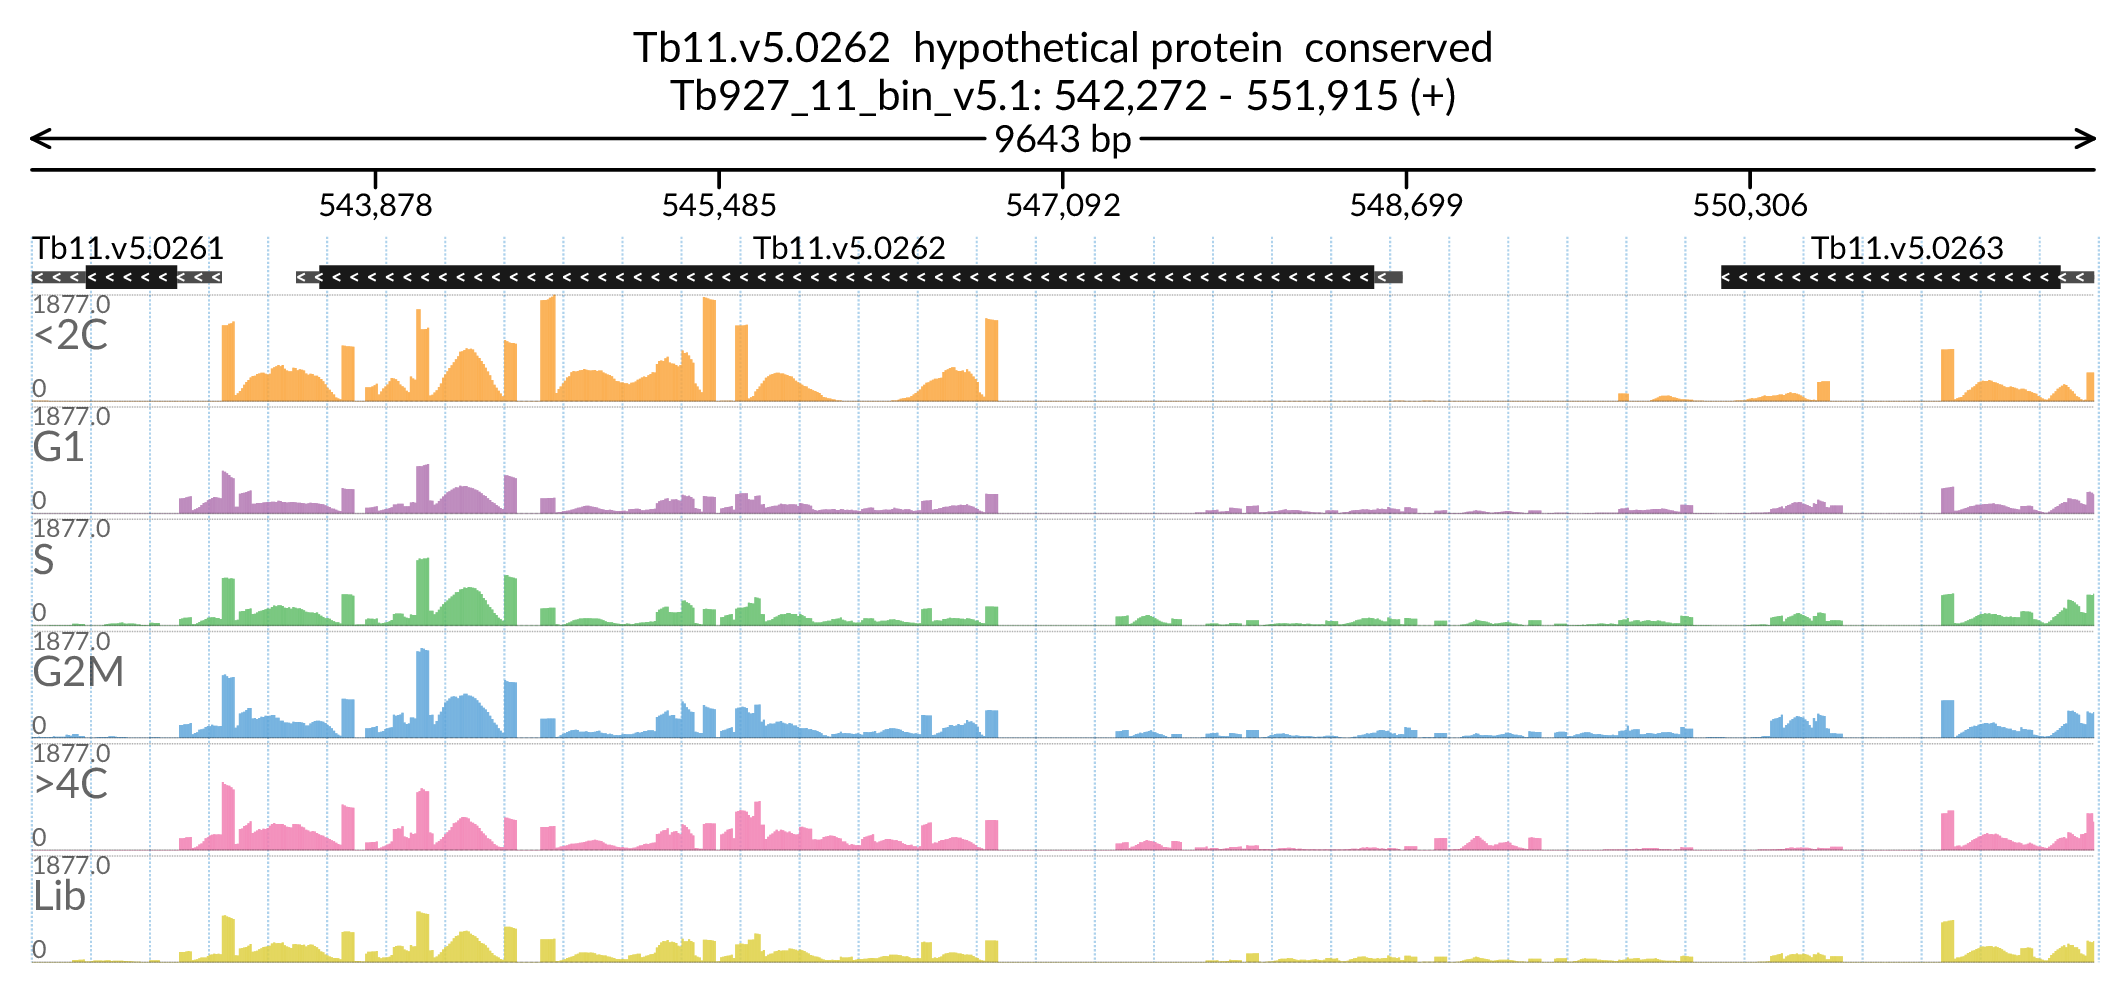 Tb11.v5.0262 hypothetical protein conserved
Tb927_11_bin_v5.1: 542,272 - 551,915 (+)
9643 bp
543,878 545,485 547,092 548,699 550,306
Tb11.v5.0261 Tb11.v5.0262 Tb11.v5.0263
1877.0
<2C
0
1877.0
G1
0
1877.0
S
0
1877.0
G2M
0
1877.0
>4C
0
1877.0
Lib
0